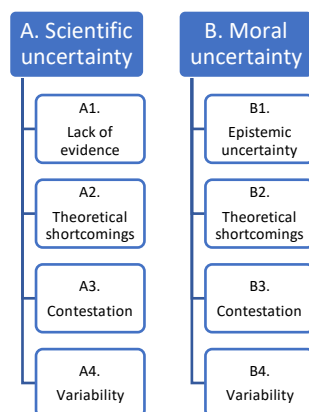 A. Scientific
uncertainty
A1.
Lack of
evidence
A2.
Theoretical
shortcomings
A3.
Contestation
A4.
Variability
B. Moral
uncertainty
B1.
Epistemic
uncertainty
B2.
Theoretical
shortcomings
B3.
Contestation
B4.
Variability